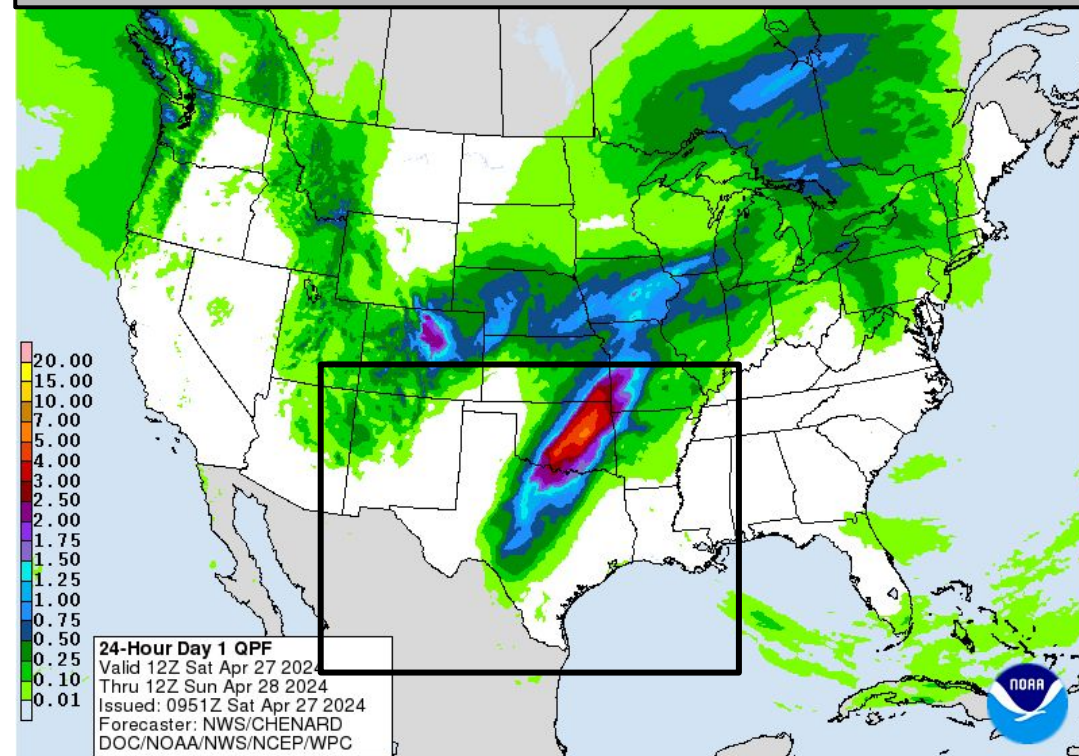 20.00
15.00
10.00
7.00
5.00
4.00
3.00
2.50
2.00
1.75
1.50
1.25
1.00
0.75
0.50
0.25
0.10
0.01
24-Hour Day 1 QPF
Valid 12Z Sat Apr 27 2024
Thru 12Z Sun Apr 28 2024
Issued: 0951Z Sat Apr 27 2024
Forecaster: NWS/CHENARD
DOC/NOAA/NWS/NCEP/WPC
NOAA